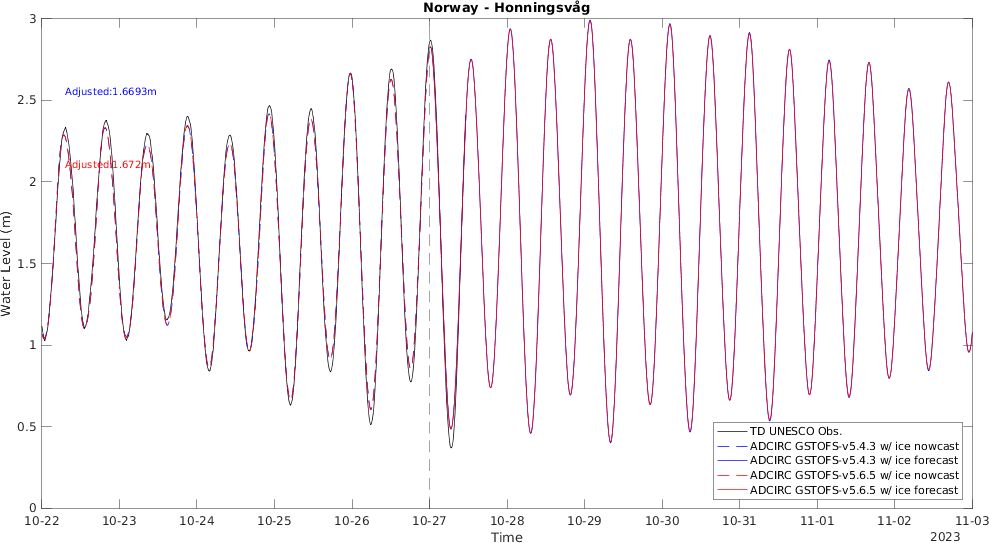 Norway - Honningsvåg
3
2.5
2
1.5
1
0.5
0
Water Level (m)
Adjusted:1.6693m
Adjusted:1.672m
TD UNESCO Obs.
ADCIRC GSTOFS-v5.4.3 w/ ice nowcast
ADCIRC GSTOFS-v5.4.3 w/ ice forecast
ADCIRC GSTOFS-v5.6.5 w/ ice nowcast
ADCIRC GSTOFS-v5.6.5 w/ ice forecast
10-22 10-23 10-24 10-25 10-26 10-27 10-28 10-29 10-30 10-31 11-01 11-02 11-03
Time
2023